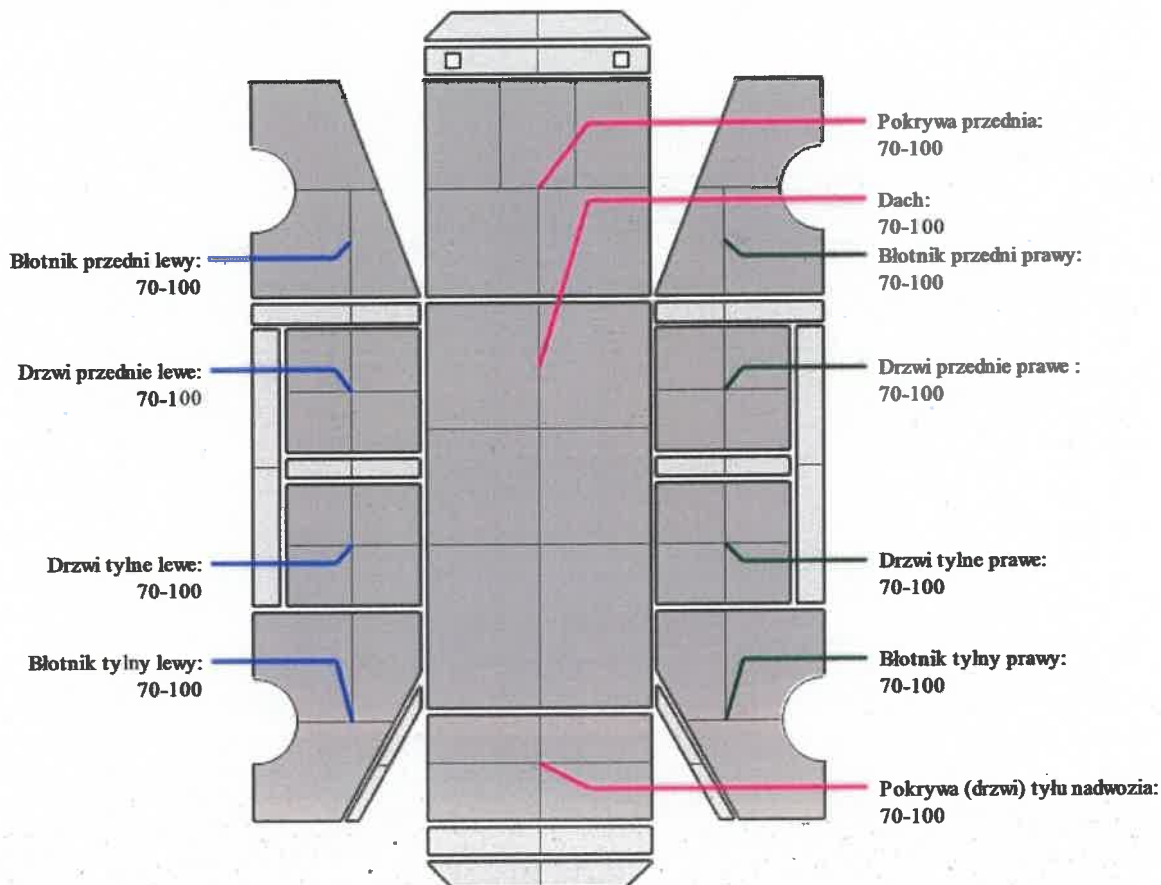 Pokrywa przednia:
70-100
Dach:
70-100
Błotnik przedni lewy:
70-100
Błotnik przedni prawy:
70-100
Drzwi przednie lewe:
70-100
Drzwi przednie prawe :
70-100
Drzwi tylne lewe:
70-100
Drzwi tylne prawe:
70-100
Błotnik tylny lewy:
70-100
Błotnik tylny prawy:
70-100
Pokrywa (drzwi) tyłu nadwozia:
70-100